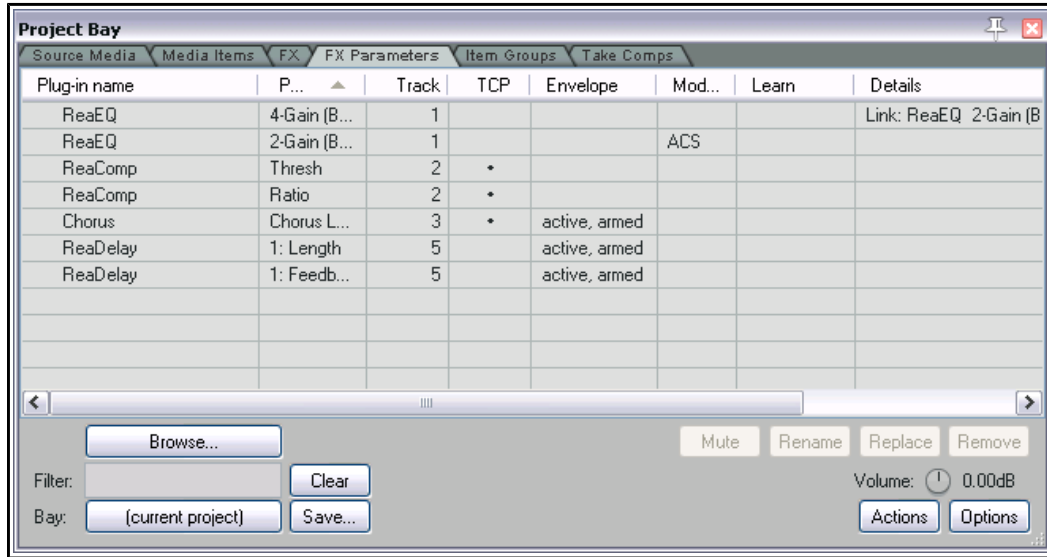 Project Bay
Source Media Media Items FX FX Parameters Item Groups Take Comps
Plug-in name P... Track TCP Envelope Mod... Learn Details
ReaEQ 4-Gain (B... 1 Link: ReaEQ 2-Gain (B
ReaEQ 2-Gain (B... 1 ACS
ReaComp Thresh 2 •
ReaComp Ratio 2 •
Chorus Chorus L... 3 • active, armed
ReaDelay 1: Length 5 active, armed
ReaDelay 1: Feedb... 5 active, armed
Browse... Mute Rename Replace Remove
Filter: Clear Volume: 0.00dB
Bay: (current project) Save... Actions Options